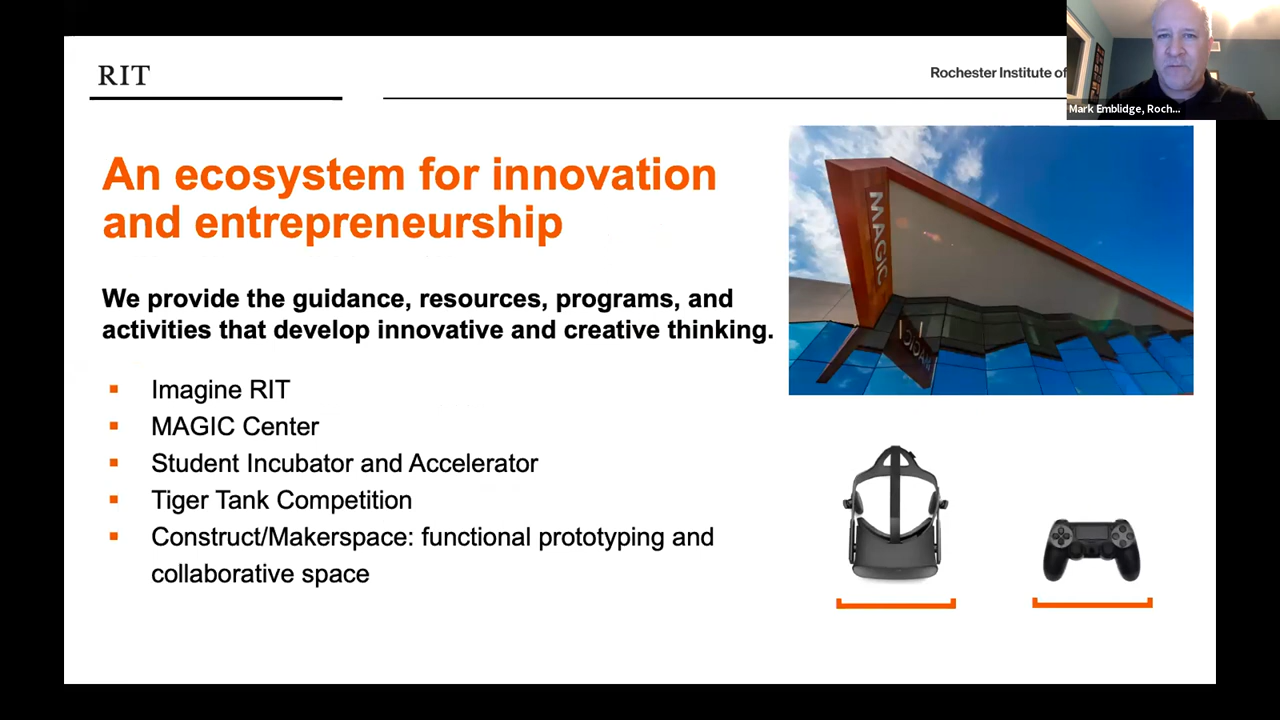 RIT
Rochester Institute of
Mark Emblidge, Roch...
An ecosystem for innovation
and entrepreneurship
MAGIC
We provide the guidance, resources, programs, and
activities that develop innovative and creative thinking.
Imagine RIT
MAGIC Center
Student Incubator and Accelerator
Tiger Tank Competition
Construct/Makerspace: functional prototyping and
collaborative space